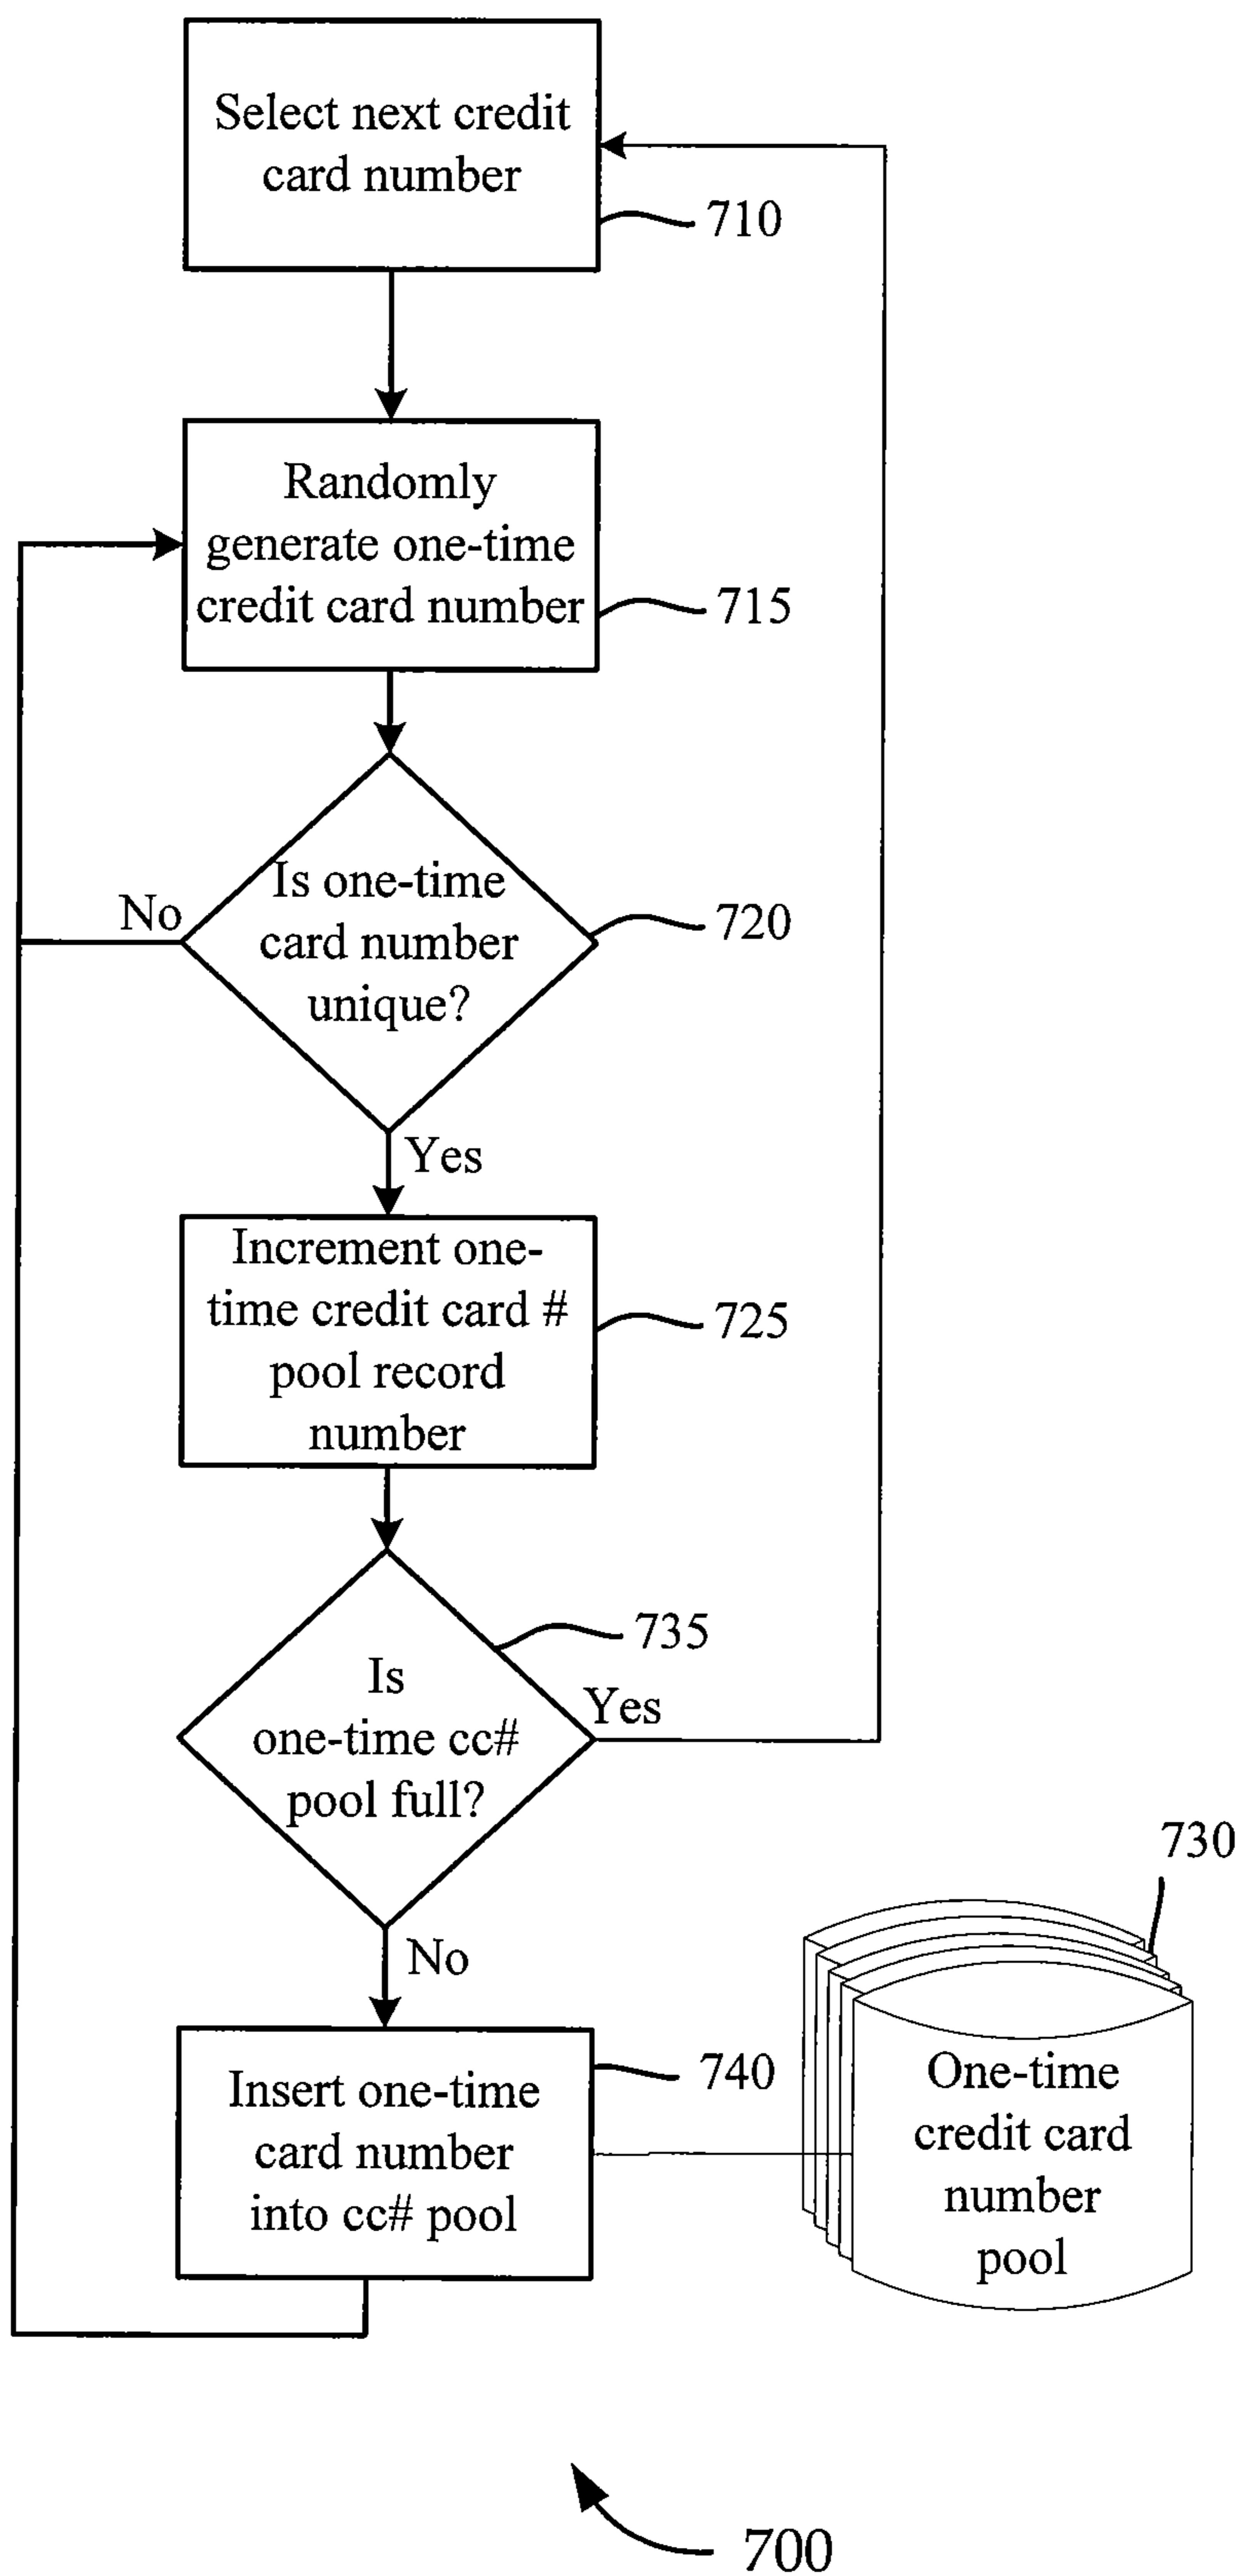 Select next credit
card number
710
Randomly
generate one-time
credit card number
715
Is one-time
card number
unique?
No
720
Yes
Increment one-
time credit card #
pool record
number
725
735
Is
one-time cc#
pool full?
Yes
730
No
Insert one-time
card number
into cc# pool
740
One-time
credit card
number
pool
700